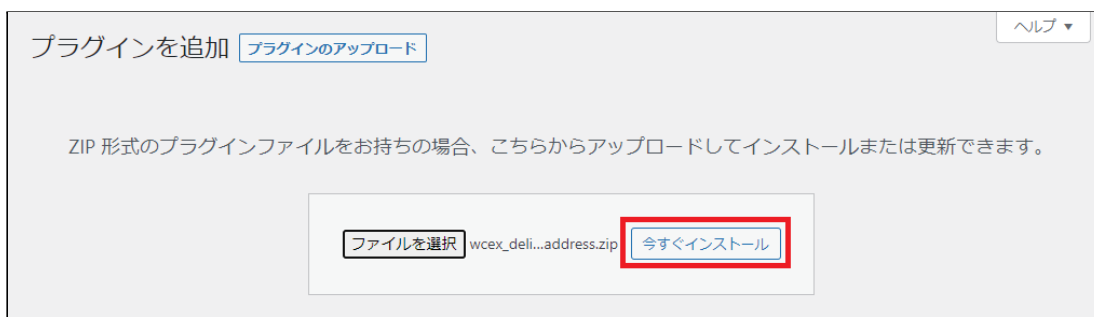 ヘルプ ▼
プラグインを追加 プラグインのアップロード
ZIP 形式のプラグインファイルをお持ちの場合、こちらからアップロードしてインストールまたは更新できます。
ファイルを選択 wcex_deli...address.zip 今すぐインストール